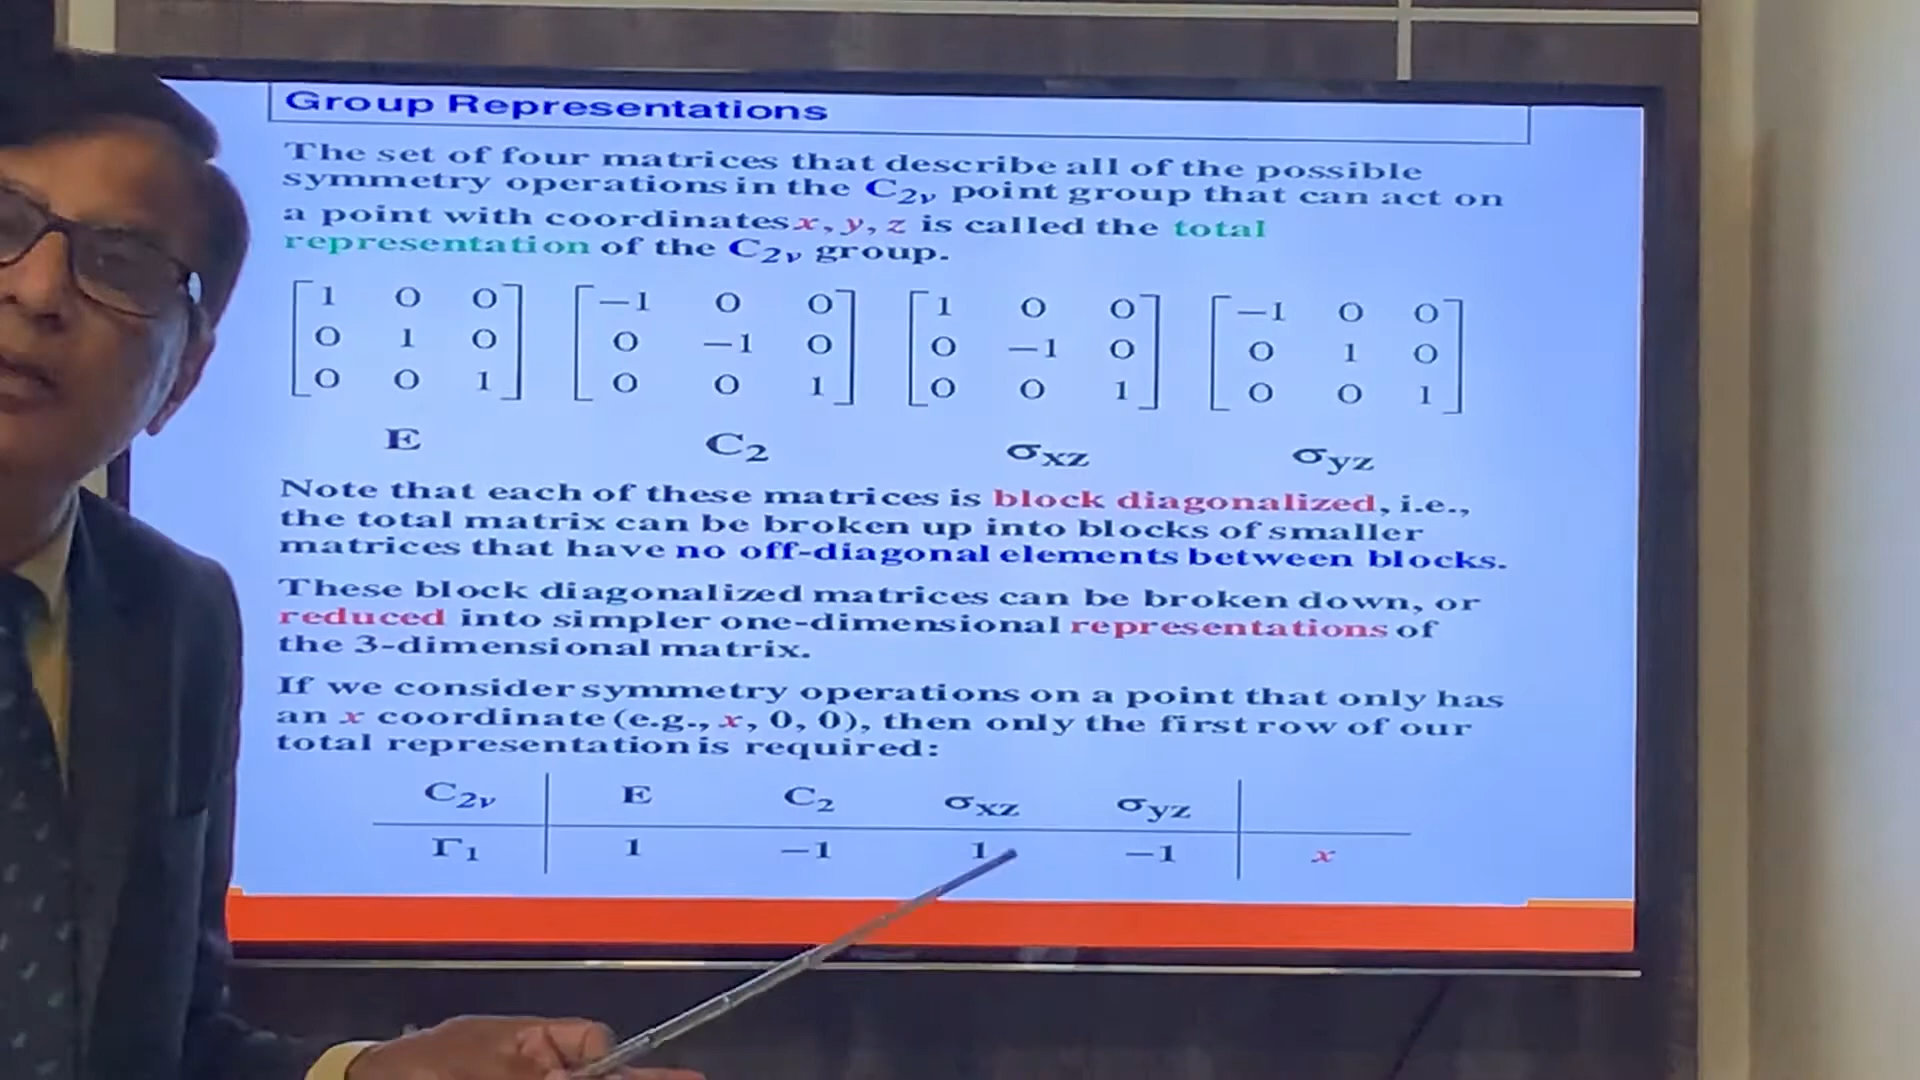 Group Representations
The set of four matrices that describe all of the possible
symmetry operations in the C2v point group that can act on
a point with coordinates x, y, z is called the total
representation of the C2v group.
1 0 0 −1 0 0 1 0 0 −1 0 0
0 1 0 0 −1 0 0 −1 0 0 1 0
0 0 1 0 0 1 0 0 1 0 0 1
E C2 σxz σyz
Note that each of these matrices is block diagonalized, i.e.,
the total matrix can be broken up into blocks of smaller
matrices that have no off-diagonal elements between blocks.
These block diagonalized matrices can be broken down, or
reduced into simpler one-dimensional representations of
the 3-dimensional matrix.
If we consider symmetry operations on a point that only has
an x coordinate (e.g., x, 0, 0), then only the first row of our
total representation is required:
C2v E C2 σxz σyz
Γ1 1 −1 1 −1 x